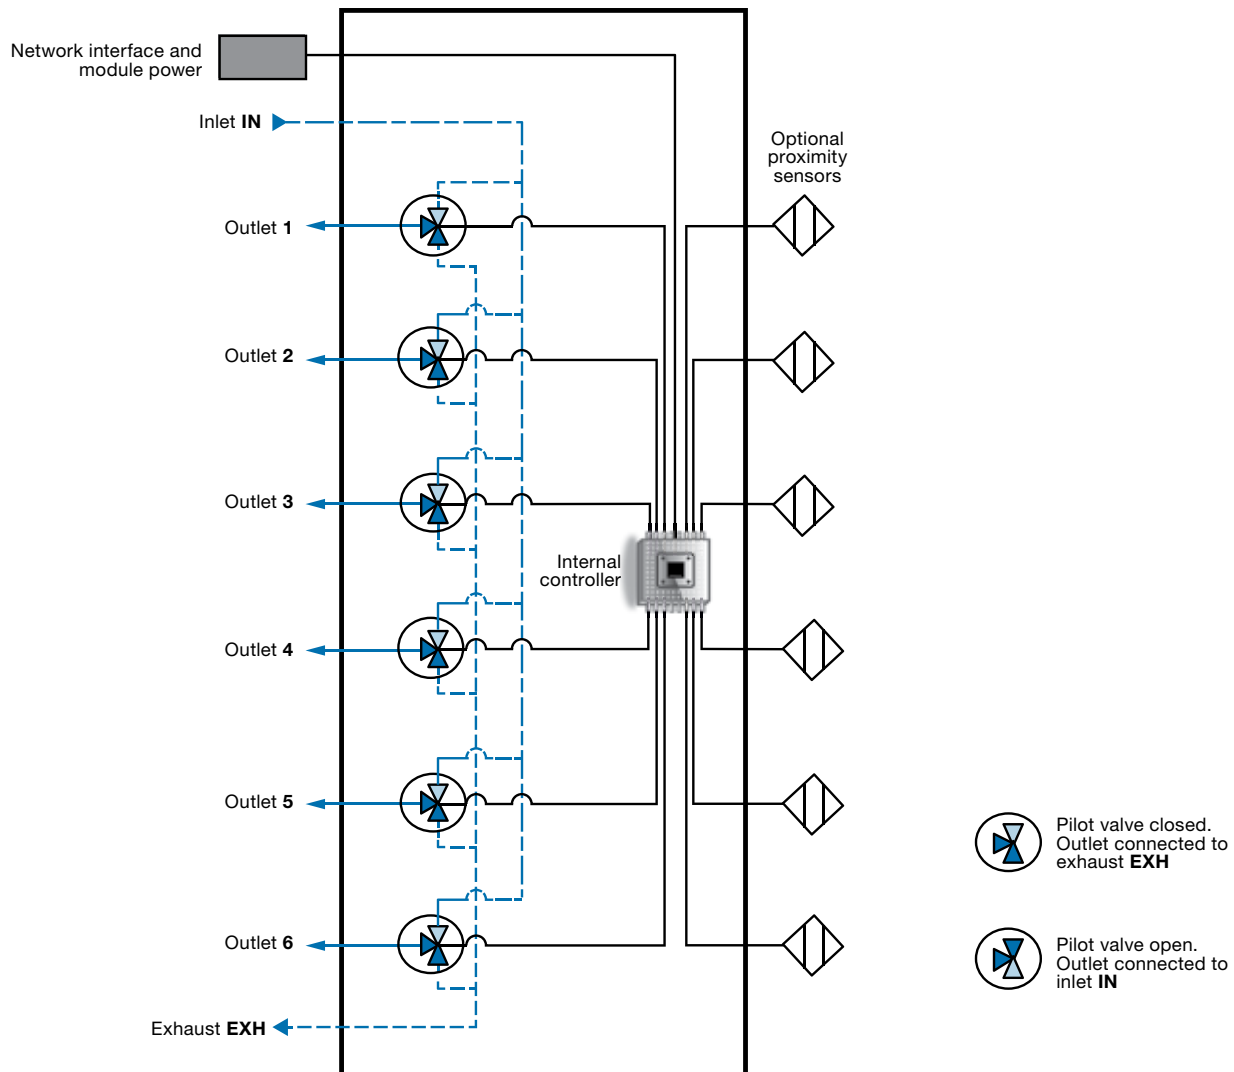 Network interface and
module power
Inlet IN
Optional
proximity
sensors
Outlet 1
Outlet 2
Outlet 3
Internal
controller
Outlet 4
Outlet 5
Outlet 6
Exhaust EXH
Pilot valve closed.
Outlet connected to
exhaust EXH
Pilot valve open.
Outlet connected to
inlet IN